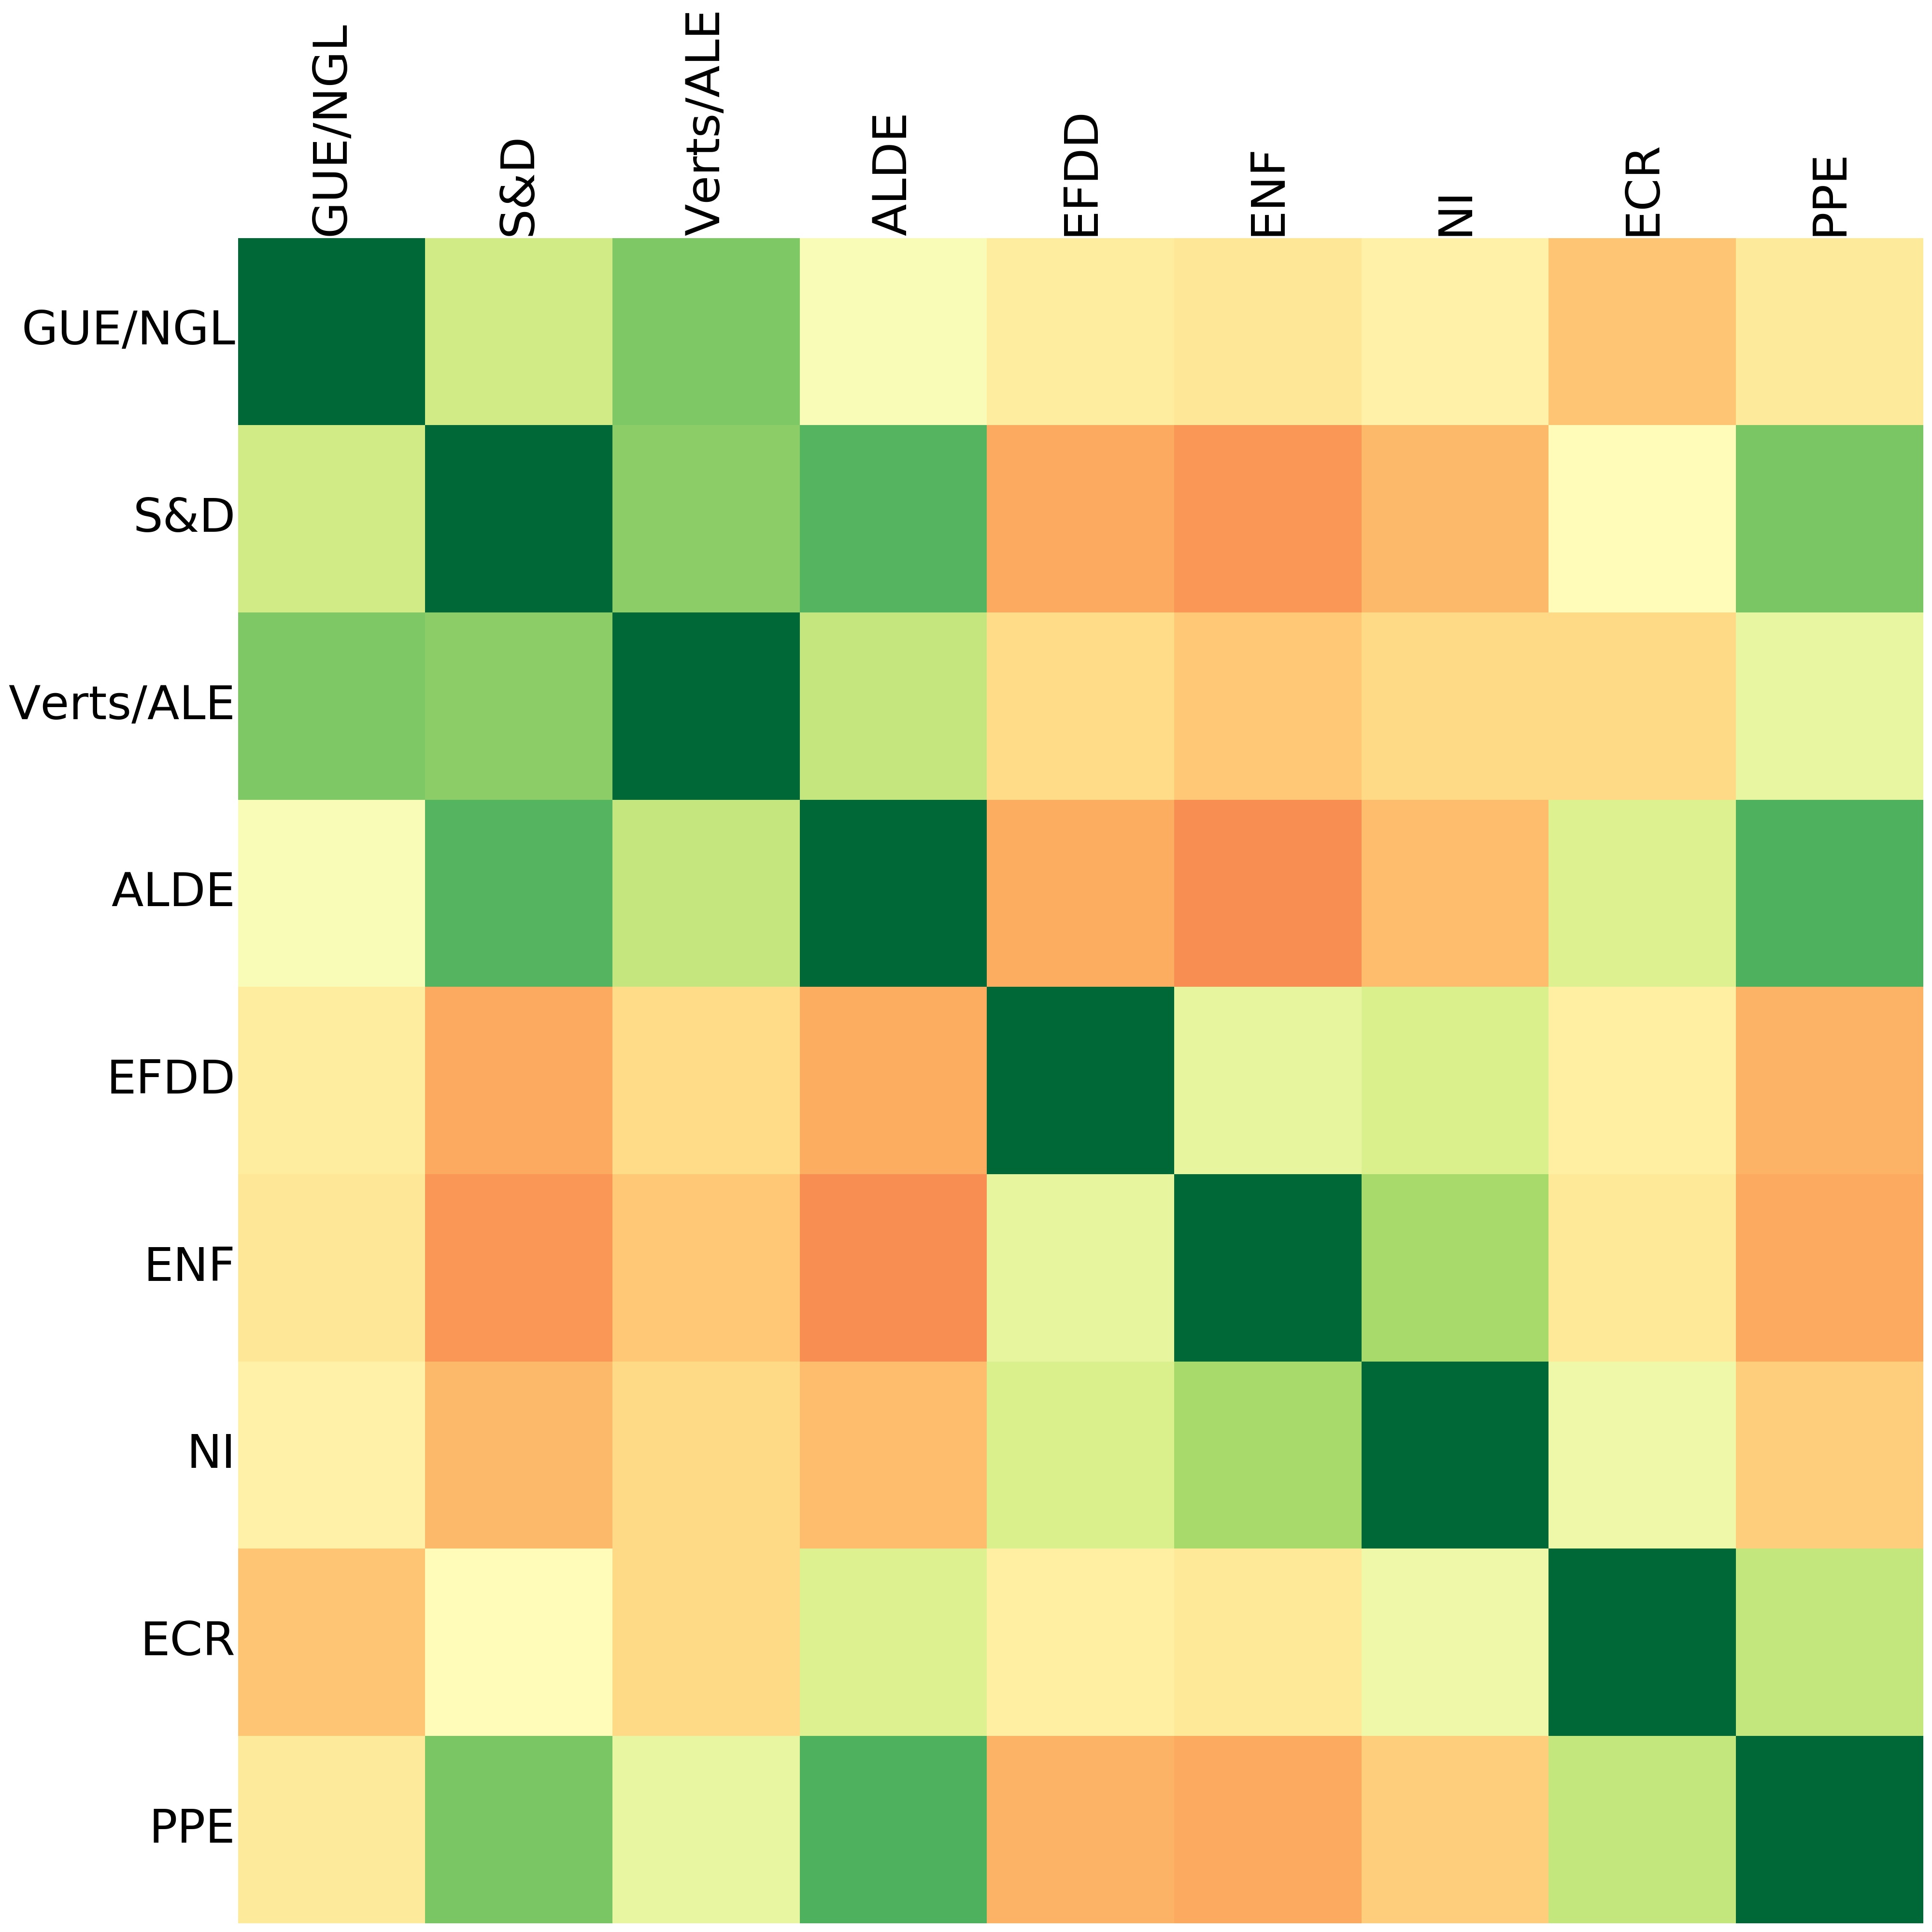 GUE/NGL
S&D
Verts/ALE
ALDE
EFDD
ENF
NI
ECR
PPE
GUE/NGL
S&D
Verts/ALE
ALDE
EFDD
ENF
NI
ECR
PPE